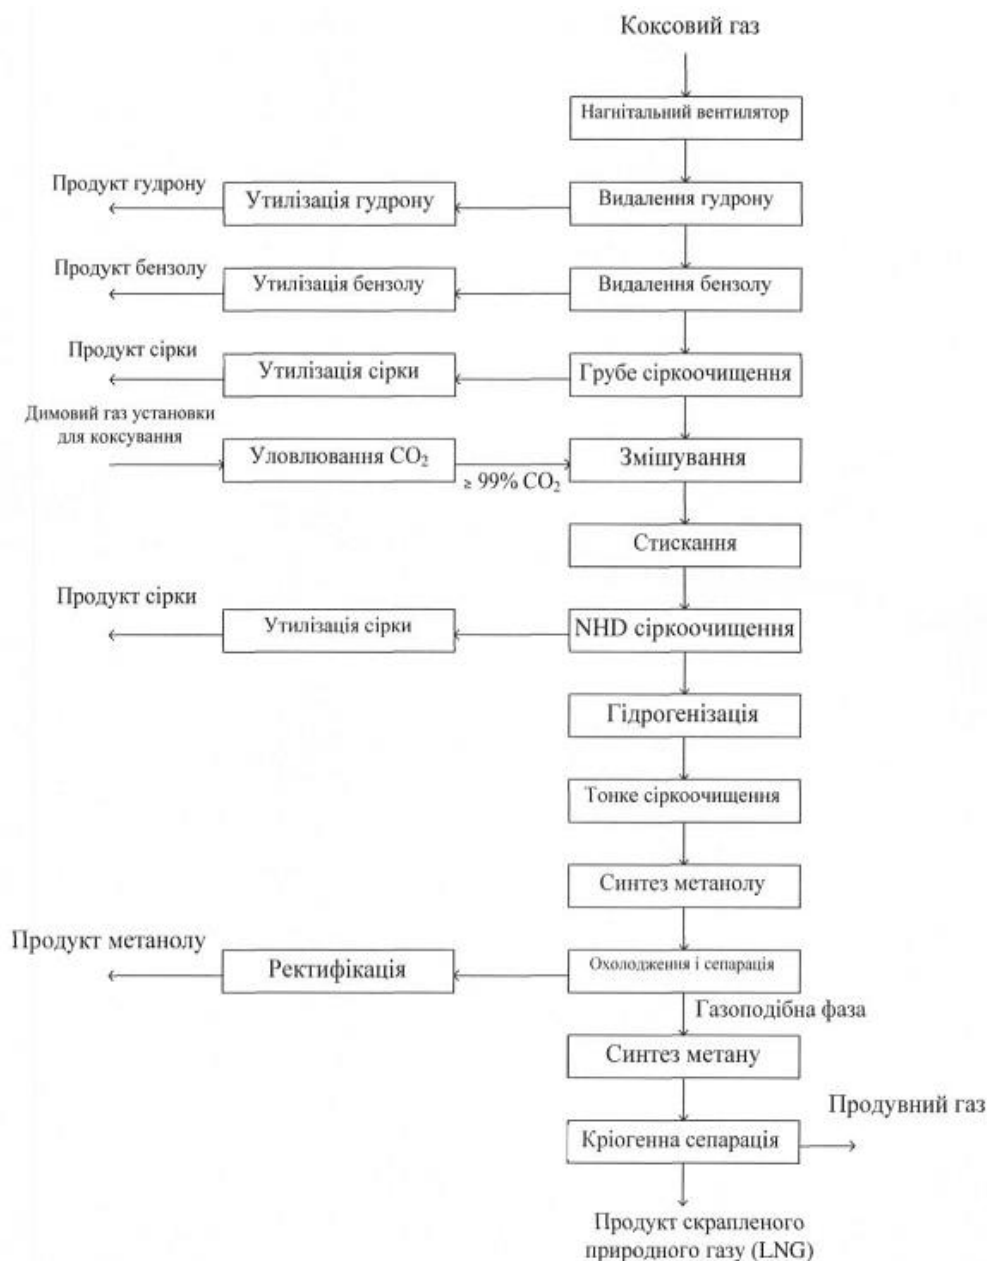 Коксовий газ
Нагнітальний вентилятор
Продукт гудрону
Утилізація гудрону
Видалення гудрону
Продукт бензолу
Утилізація бензолу
Видалення бензолу
Продукт сірки
Утилізація сірки
Грубе сіркоочищення
Димовий газ установки
для коксування
Уловлювання CO₂
≥ 99% CO₂
Змішування
Стискання
Продукт сірки
Утилізація сірки
NHD сіркоочищення
Гідрогенізація
Тонке сіркоочищення
Синтез метанолу
Продукт метанолу
Ректифікація
Охолодження і сепарація
Газоподібна фаза
Синтез метану
Продувний газ
Кріогенна сепарація
Продукт скрапленого
природного газу (LNG)